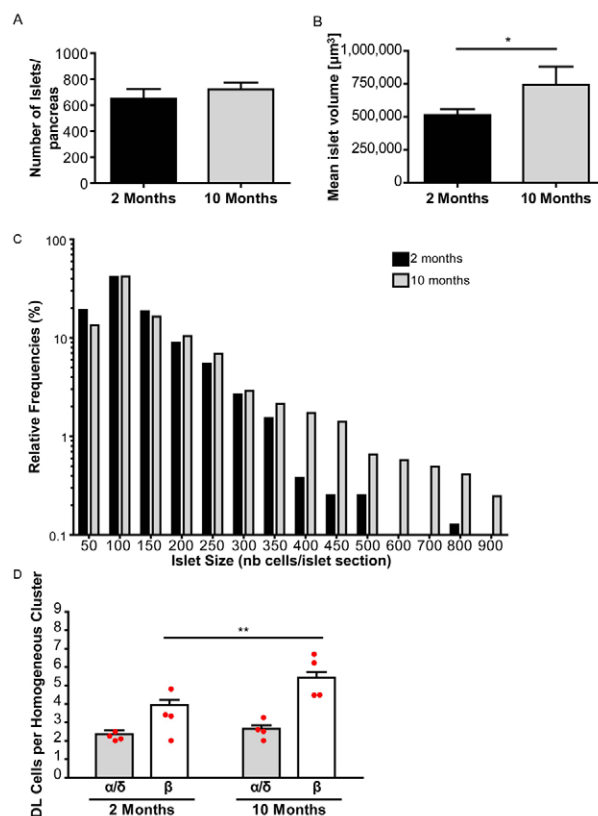 A
Number of Islets/
pancreas
1000
800
600
400
200
0
2 Months
10 Months
B
Mean islet volume [µm³]
1,000,000
750,000
500,000
250,000
0
*
2 Months
10 Months
C
Relative Frequencies (%)
100
10
1
0.1
2 months
10 months
50 100 150 200 250 300 350 400 450 500 600 700 800 900
Islet Size (nb cells/islet section)
D
DL Cells per Homogeneous Cluster
9
8
7
6
5
4
3
2
1
0
**
α/δ β α/δ β
2 Months 10 Months